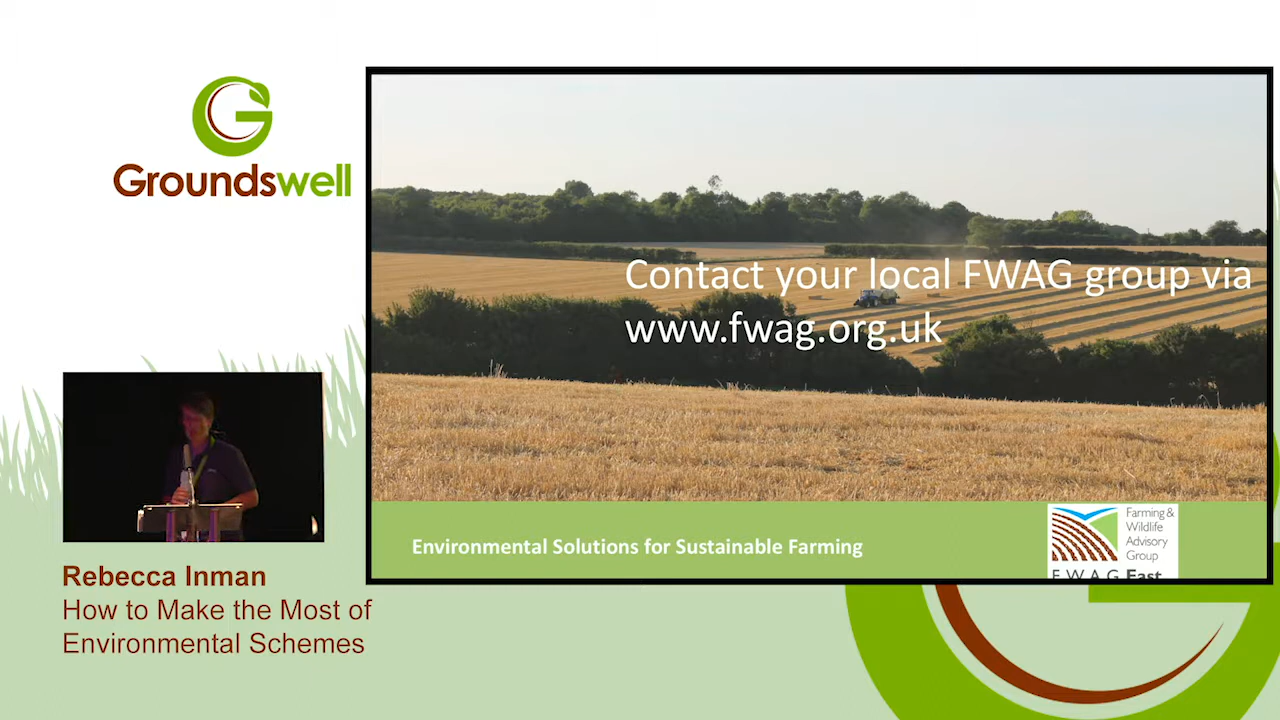 Groundswell
Contact your local FWAG group via
www.fwag.org.uk
Environmental Solutions for Sustainable Farming
Farming &
Wildlife
Advisory
Group
FWAG East
Rebecca Inman
How to Make the Most of
Environmental Schemes